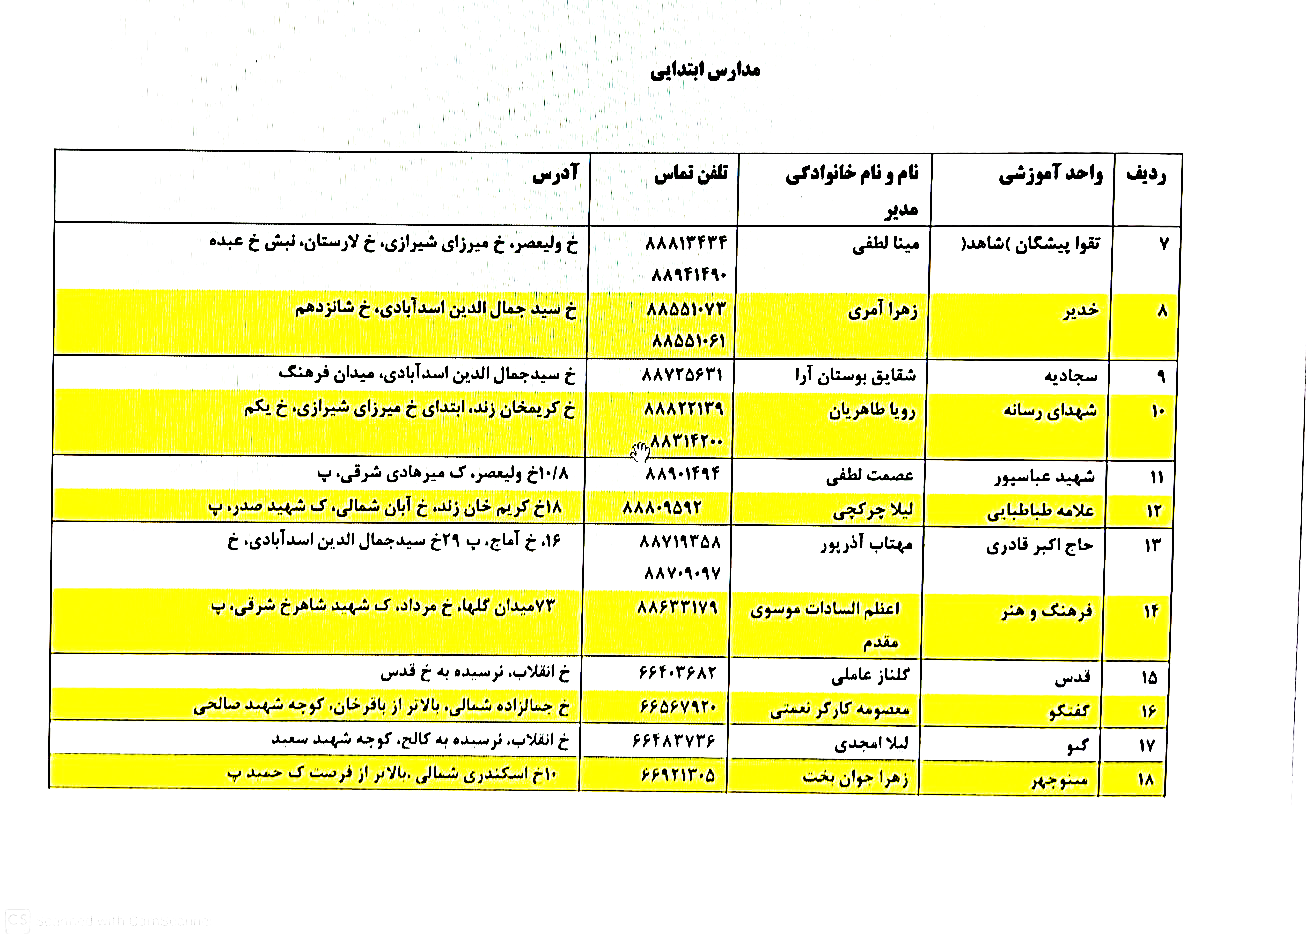 مدارس ابتدایی
ردیف واحد آموزشی نام و نام خانوادگی تلفن تماس آدرس
مدیر
۷ تقوا پیشگان )شاهد( مینا لطفی ۸۸۸۱۳۴۳۴ خ ولیعصر، خ میرزای شیرازی، خ لارستان، نبش خ عبده
۸۸۹۴۱۴۹۰
۸ خدیر زهرا آمری ۸۸۵۵۱۰۷۳ خ سید جمال الدین اسدآبادی، خ شانزدهم
۸۸۵۵۱۰۶۱
۹ سجادیه شقایق بوستان آرا ۸۸۷۲۵۶۳۱ خ سیدجمال الدین اسدآبادی، میدان فرهنگ
۱۰ شهدای رسانه رویا طاهریان ۸۸۸۲۲۱۳۹ خ کریمخان زند، ابتدای خ میرزای شیرازی، خ یکم
۸۸۳۱۴۲۰۰
۱۱ شهید عباسپور عصمت لطفی ۸۸۹۰۱۴۹۴ ۱۰/۸خ ولیعصر، ک میرهادی شرقی، پ
۱۲ علامه طباطبایی لیلا چرکچی ۸۸۸۰۹۵۹۲ ۱۸خ کریم خان زند، خ آبان شمالی، ک شهید صدر، پ
۱۳ حاج اکبر قادری مهتاب آذرپور ۸۸۷۱۹۳۵۸ ۱۶، خ آماج، پ ۲۹خ سیدجمال الدین اسدآبادی، خ
۸۸۷۰۹۰۹۷
۱۴ فرهنگ و هنر اعظم السادات موسوی ۸۸۶۳۳۱۷۹ ۷۳میدان گلها، خ مرداد، ک شهید شاهرخ شرقی، پ
مقدم
۱۵ قدس گلناز عاملی ۶۶۴۰۳۶۸۲ خ انقلاب، نرسیده به خ قدس
۱۶ گفتگو معصومه کارگر نعمتی ۶۶۵۶۷۹۲۰ خ جمالزاده شمالی، بالاتر از باقرخان، کوچه شهید صالحی
۱۷ گیو لیلا امجدی ۶۶۴۸۳۷۳۶ خ انقلاب، نرسیده به کالج، کوچه شهید سعید
۱۸ مینوچهر زهرا جوان بخت ۶۶۹۲۱۳۰۵ ۱۰خ اسکندری شمالی ،بالاتر از فرصت ک حمید پ